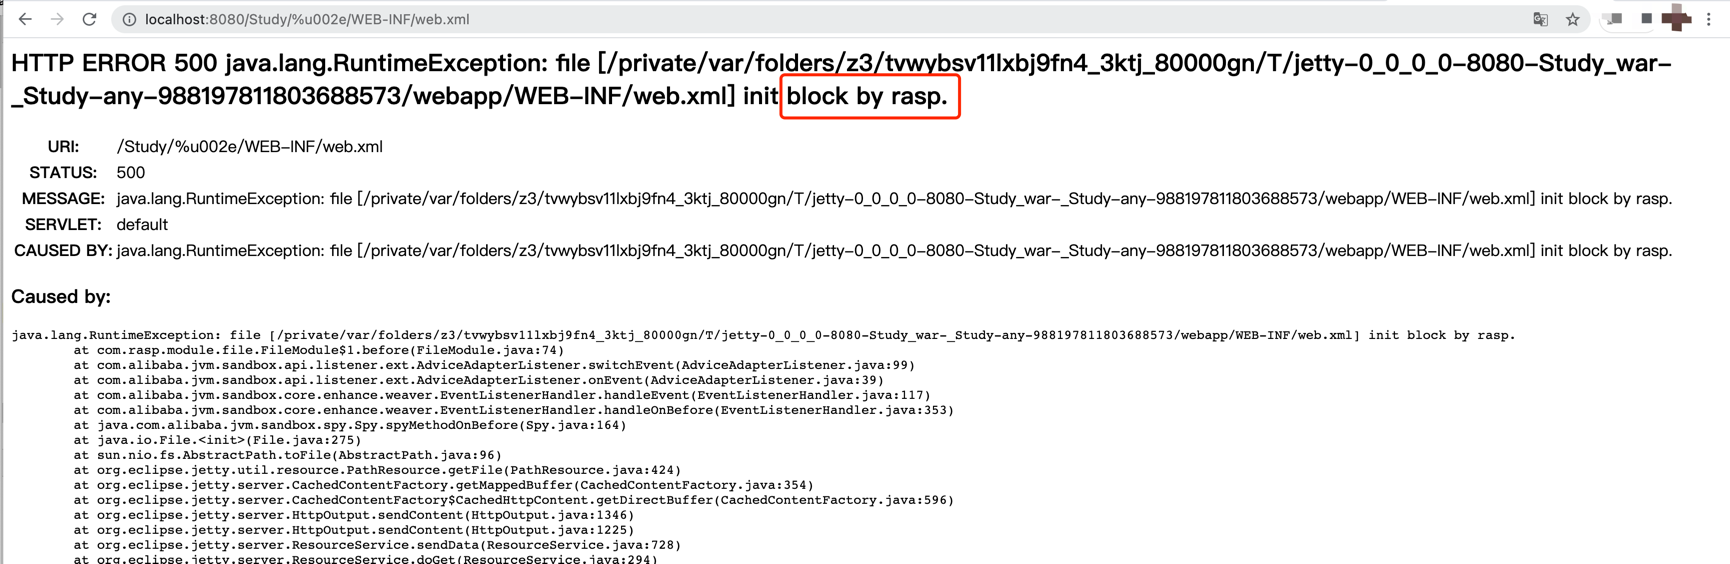 localhost:8080/Study/%u002e/WEB-INF/web.xml
HTTP ERROR 500 java.lang.RuntimeException: file [/private/var/folders/z3/tvwybsv11lxbj9fn4_3ktj_80000gn/T/jetty-0_0_0_0-8080-Study_war-
_Study-any-988197811803688573/webapp/WEB-INF/web.xml] init block by rasp.
URI: /Study/%u002e/WEB-INF/web.xml
STATUS: 500
MESSAGE: java.lang.RuntimeException: file [/private/var/folders/z3/tvwybsv11lxbj9fn4_3ktj_80000gn/T/jetty-0_0_0_0-8080-Study_war-_Study-any-988197811803688573/webapp/WEB-INF/web.xml] init block by rasp.
SERVLET: default
CAUSED BY: java.lang.RuntimeException: file [/private/var/folders/z3/tvwybsv11lxbj9fn4_3ktj_80000gn/T/jetty-0_0_0_0-8080-Study_war-_Study-any-988197811803688573/webapp/WEB-INF/web.xml] init block by rasp.
Caused by:
java.lang.RuntimeException: file [/private/var/folders/z3/tvwybsv11lxbj9fn4_3ktj_80000gn/T/jetty-0_0_0_0-8080-Study_war-_Study-any-988197811803688573/webapp/WEB-INF/web.xml] init block by rasp.
at com.rasp.module.file.FileModule$1.before(FileModule.java:74)
at com.alibaba.jvm.sandbox.api.listener.ext.AdviceAdapterListener.switchEvent(AdviceAdapterListener.java:99)
at com.alibaba.jvm.sandbox.api.listener.ext.AdviceAdapterListener.onEvent(AdviceAdapterListener.java:39)
at com.alibaba.jvm.sandbox.core.enhance.weaver.EventListenerHandler.handleEvent(EventListenerHandler.java:117)
at com.alibaba.jvm.sandbox.core.enhance.weaver.EventListenerHandler.handleOnBefore(EventListenerHandler.java:353)
at java.com.alibaba.jvm.sandbox.spy.Spy.spyMethodOnBefore(Spy.java:164)
at java.io.File.<init>(File.java:275)
at sun.nio.fs.AbstractPath.toFile(AbstractPath.java:96)
at org.eclipse.jetty.util.resource.PathResource.getFile(PathResource.java:424)
at org.eclipse.jetty.server.CachedContentFactory.getMappedBuffer(CachedContentFactory.java:354)
at org.eclipse.jetty.server.CachedContentFactory$CachedHttpContent.getDirectBuffer(CachedContentFactory.java:596)
at org.eclipse.jetty.server.HttpOutput.sendContent(HttpOutput.java:1346)
at org.eclipse.jetty.server.HttpOutput.sendContent(HttpOutput.java:1225)
at org.eclipse.jetty.server.ResourceService.sendData(ResourceService.java:728)
at org.eclipse.jetty.server.ResourceService.doGet(ResourceService.java:294)